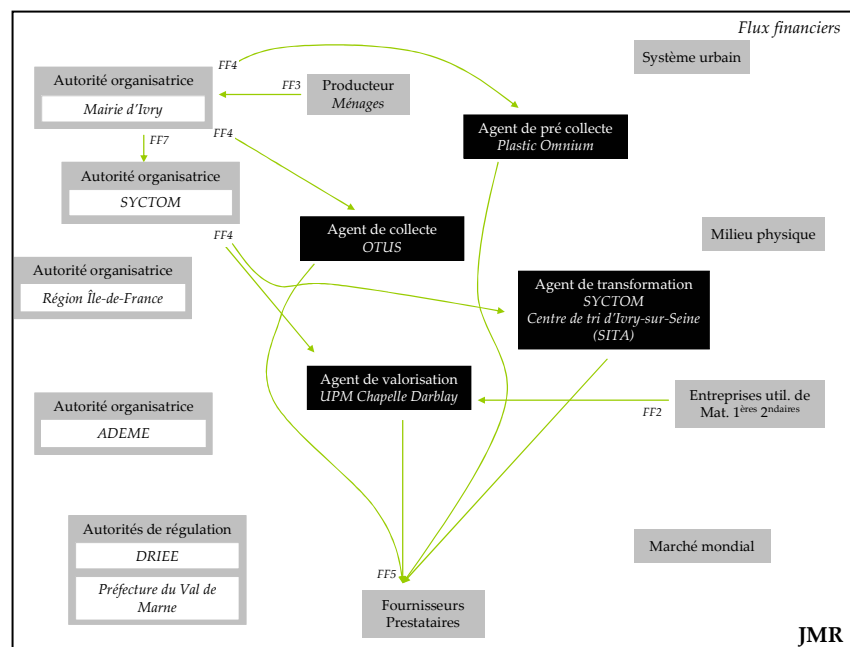 Flux financiers
Système urbain
FF4
Autorité organisatrice
Mairie d'Ivry
FF3
Producteur
Ménages
FF7
FF4
Agent de pré collecte
Plastic Omnium
Autorité organisatrice
SYCTOM
FF4
Agent de collecte
OTUS
Milieu physique
Autorité organisatrice
Région Île-de-France
Agent de transformation
SYCTOM
Centre de tri d'Ivry-sur-Seine
(SITA)
Agent de valorisation
UPM Chapelle Darblay
FF2
Entreprises util. de
Mat. 1ères 2ndaires
Autorité organisatrice
ADEME
Autorités de régulation
DRIEE
Préfecture du Val de
Marne
Marché mondial
FF5
Fournisseurs
Prestataires
JMR